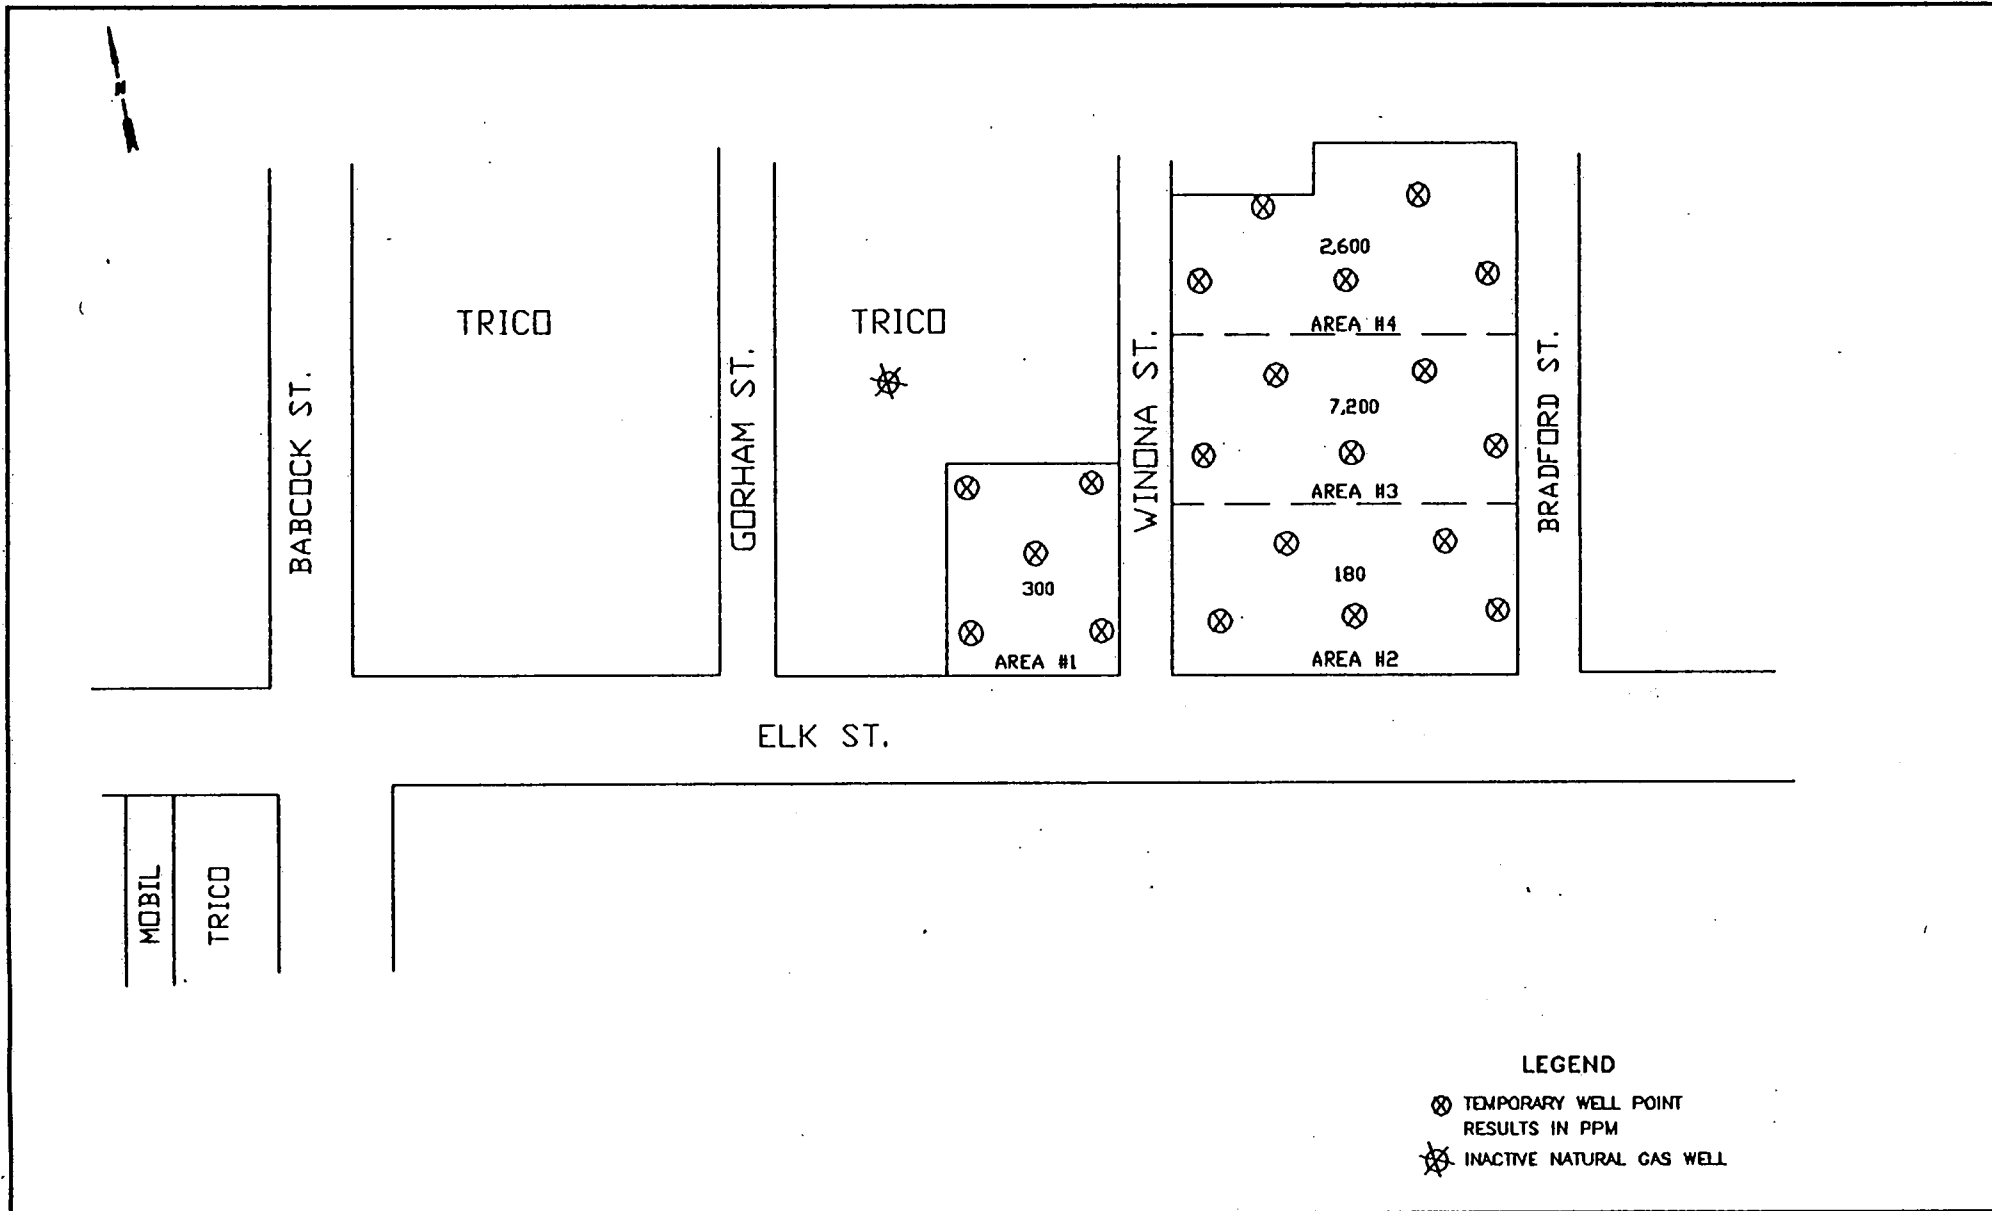 N
2,600
AREA #4
TRICO
TRICO
7,200
AREA #3
BABCOCK ST.
GORHAM ST.
WINONA ST.
BRADFORD ST.
300
AREA #1
180
AREA #2
ELK ST.
MOBIL
TRICO
LEGEND
TEMPORARY WELL POINT
RESULTS IN PPM
INACTIVE NATURAL GAS WELL